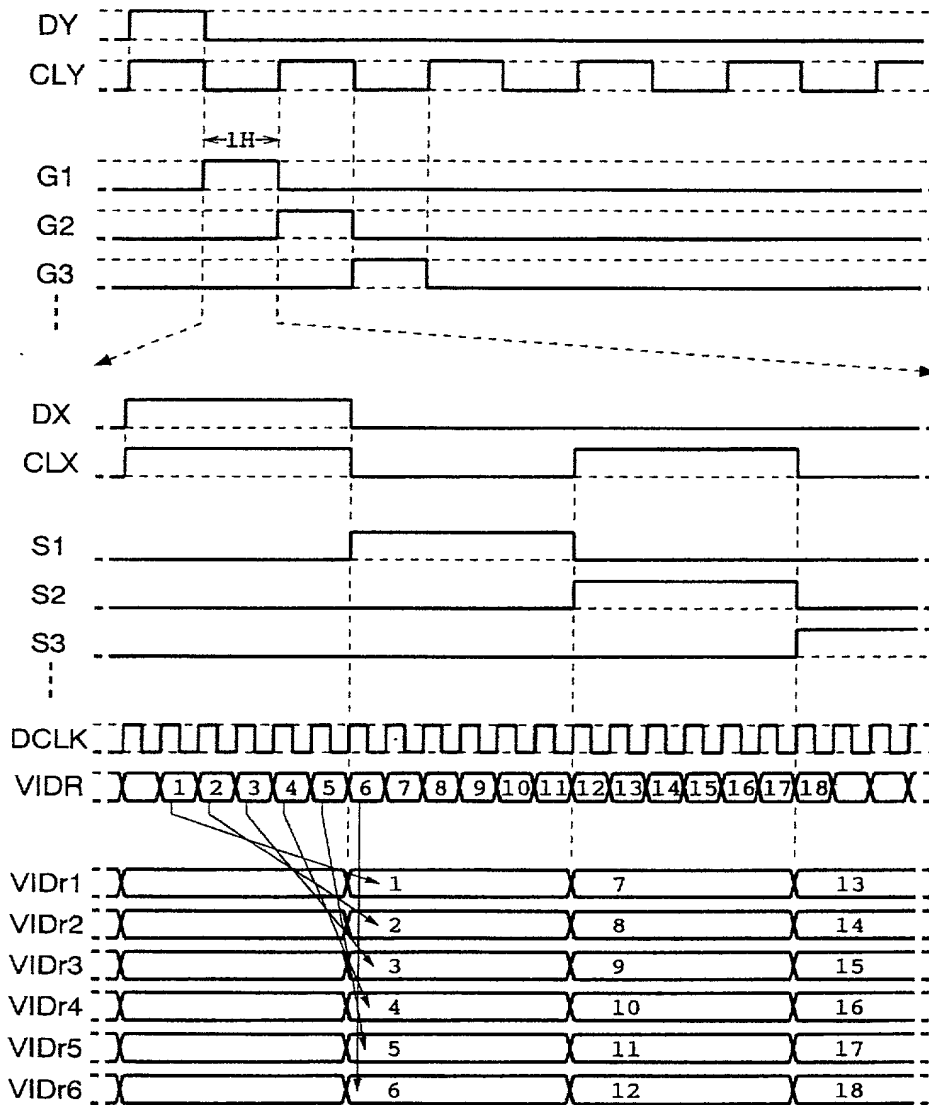 DY
CLY
1H
G1
G2
G3
DX
CLX
S1
S2
S3
DCLK
VIDR 1 2 3 4 5 6 7 8 9 10 11 12 13 14 15 16 17 18
VIDr1 1 7 13
VIDr2 2 8 14
VIDr3 3 9 15
VIDr4 4 10 16
VIDr5 5 11 17
VIDr6 6 12 18